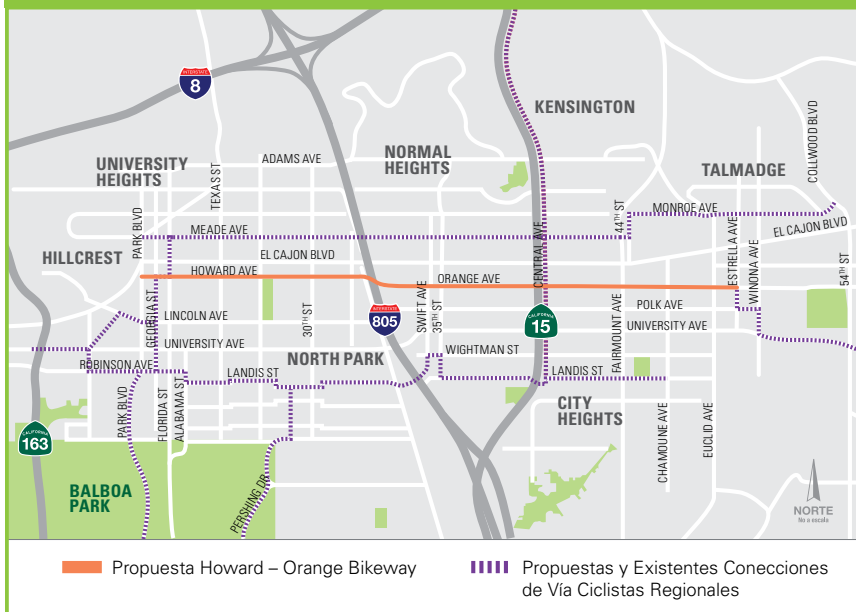 INTERSTATE
8
KENSINGTON
COLLWOOD BLVD
UNIVERSITY
HEIGHTS
ADAMS AVE
NORMAL
HEIGHTS
TALMADGE
TEXAS ST
PARK BLVD
MEADE AVE
44TH ST
MONROE AVE
EL CAJON BLVD
HILLCREST
EL CAJON BLVD
CENTRAL AVE
ESTRELLA AVE
WINONA AVE
54TH ST
HOWARD AVE
ORANGE AVE
GEORGIA ST
LINCOLN AVE
30TH ST
INTERSTATE
805
SWIFT AVE
35TH ST
CALIFORNIA
15
FAIRMOUNT AVE
POLK AVE
UNIVERSITY AVE
UNIVERSITY AVE
NORTH PARK
WIGHTMAN ST
ROBINSON AVE
LANDIS ST
LANDIS ST
PARK BLVD
FLORIDA ST
ALABAMA ST
CITY
HEIGHTS
CHAMOUNE AVE
EUCLID AVE
CALIFORNIA
163
BALBOA
PARK
PERSHING DR
NORTE
No a escala
Propuesta Howard – Orange Bikeway
Propuestas y Existentes Conecciones
de Vía Ciclistas Regionales